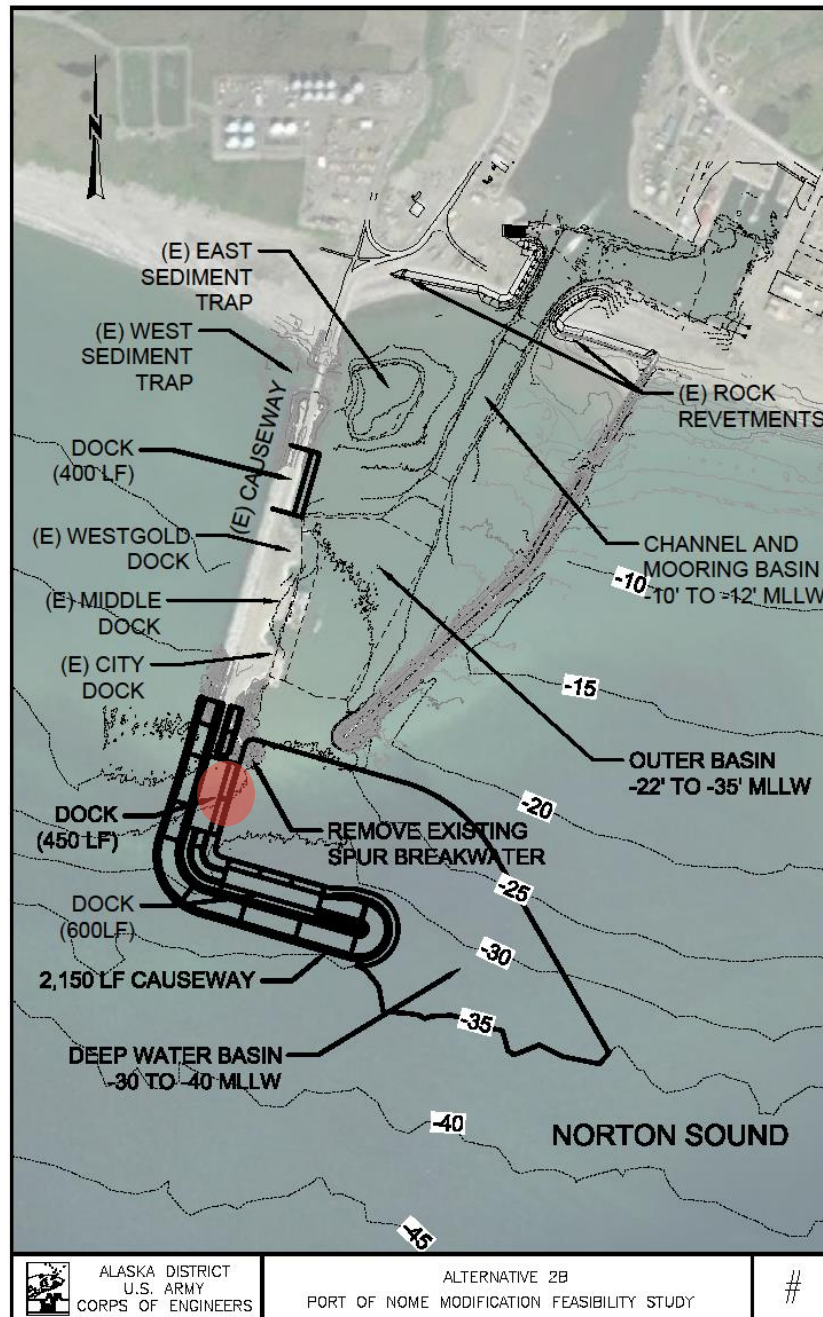 N
(E) EAST
SEDIMENT
TRAP
(E) WEST
SEDIMENT
TRAP
(E) CAUSEWAY
(E) ROCK
REVETMENTS
DOCK
(400 LF)
(E) WESTGOLD
DOCK
CHANNEL AND
MOORING BASIN
-10' TO -12' MLLW
-10
(E) MIDDLE
DOCK
(E) CITY
DOCK
-15
OUTER BASIN
-22' TO -35' MLLW
-20
DOCK
(450 LF)
REMOVE EXISTING
SPUR BREAKWATER
-25
DOCK
(600LF)
-30
2,150 LF CAUSEWAY
-35
DEEP WATER BASIN
-30 TO -40 MLLW
-40
NORTON SOUND
-45
ALASKA DISTRICT
U.S. ARMY
CORPS OF ENGINEERS
ALTERNATIVE 2B
PORT OF NOME MODIFICATION FEASIBILITY STUDY
#